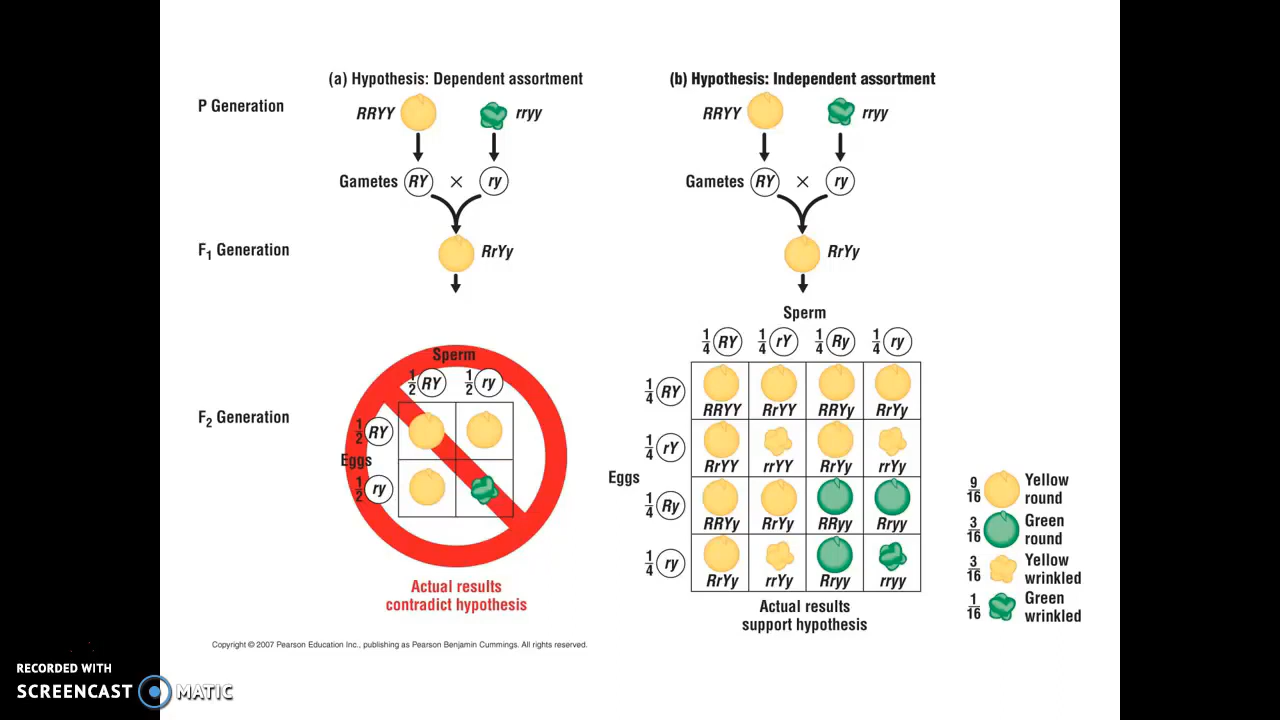 (a) Hypothesis: Dependent assortment
(b) Hypothesis: Independent assortment
P Generation
RRYY
rryy
RRYY
rryy
Gametes RY × ry
Gametes RY × ry
F1 Generation
RrYy
RrYy
F2 Generation
Sperm
1/2 RY 1/2 ry
1/2 RY
Eggs
1/2 ry
Actual results
contradict hypothesis
Sperm
1/4 RY 1/4 rY 1/4 Ry 1/4 ry
1/4 RY
RRYY RrYY RRYy RrYy
1/4 rY
RrYY rrYY RrYy rrYy
Eggs
1/4 Ry
RRYy RrYy RRyy Rryy
1/4 ry
RrYy rrYy Rryy rryy
Actual results
support hypothesis
9/16 Yellow
round
3/16 Green
round
3/16 Yellow
wrinkled
1/16 Green
wrinkled
Copyright © 2007 Pearson Education Inc., publishing as Pearson Benjamin Cummings. All rights reserved.
RECORDED WITH
SCREENCAST MATIC